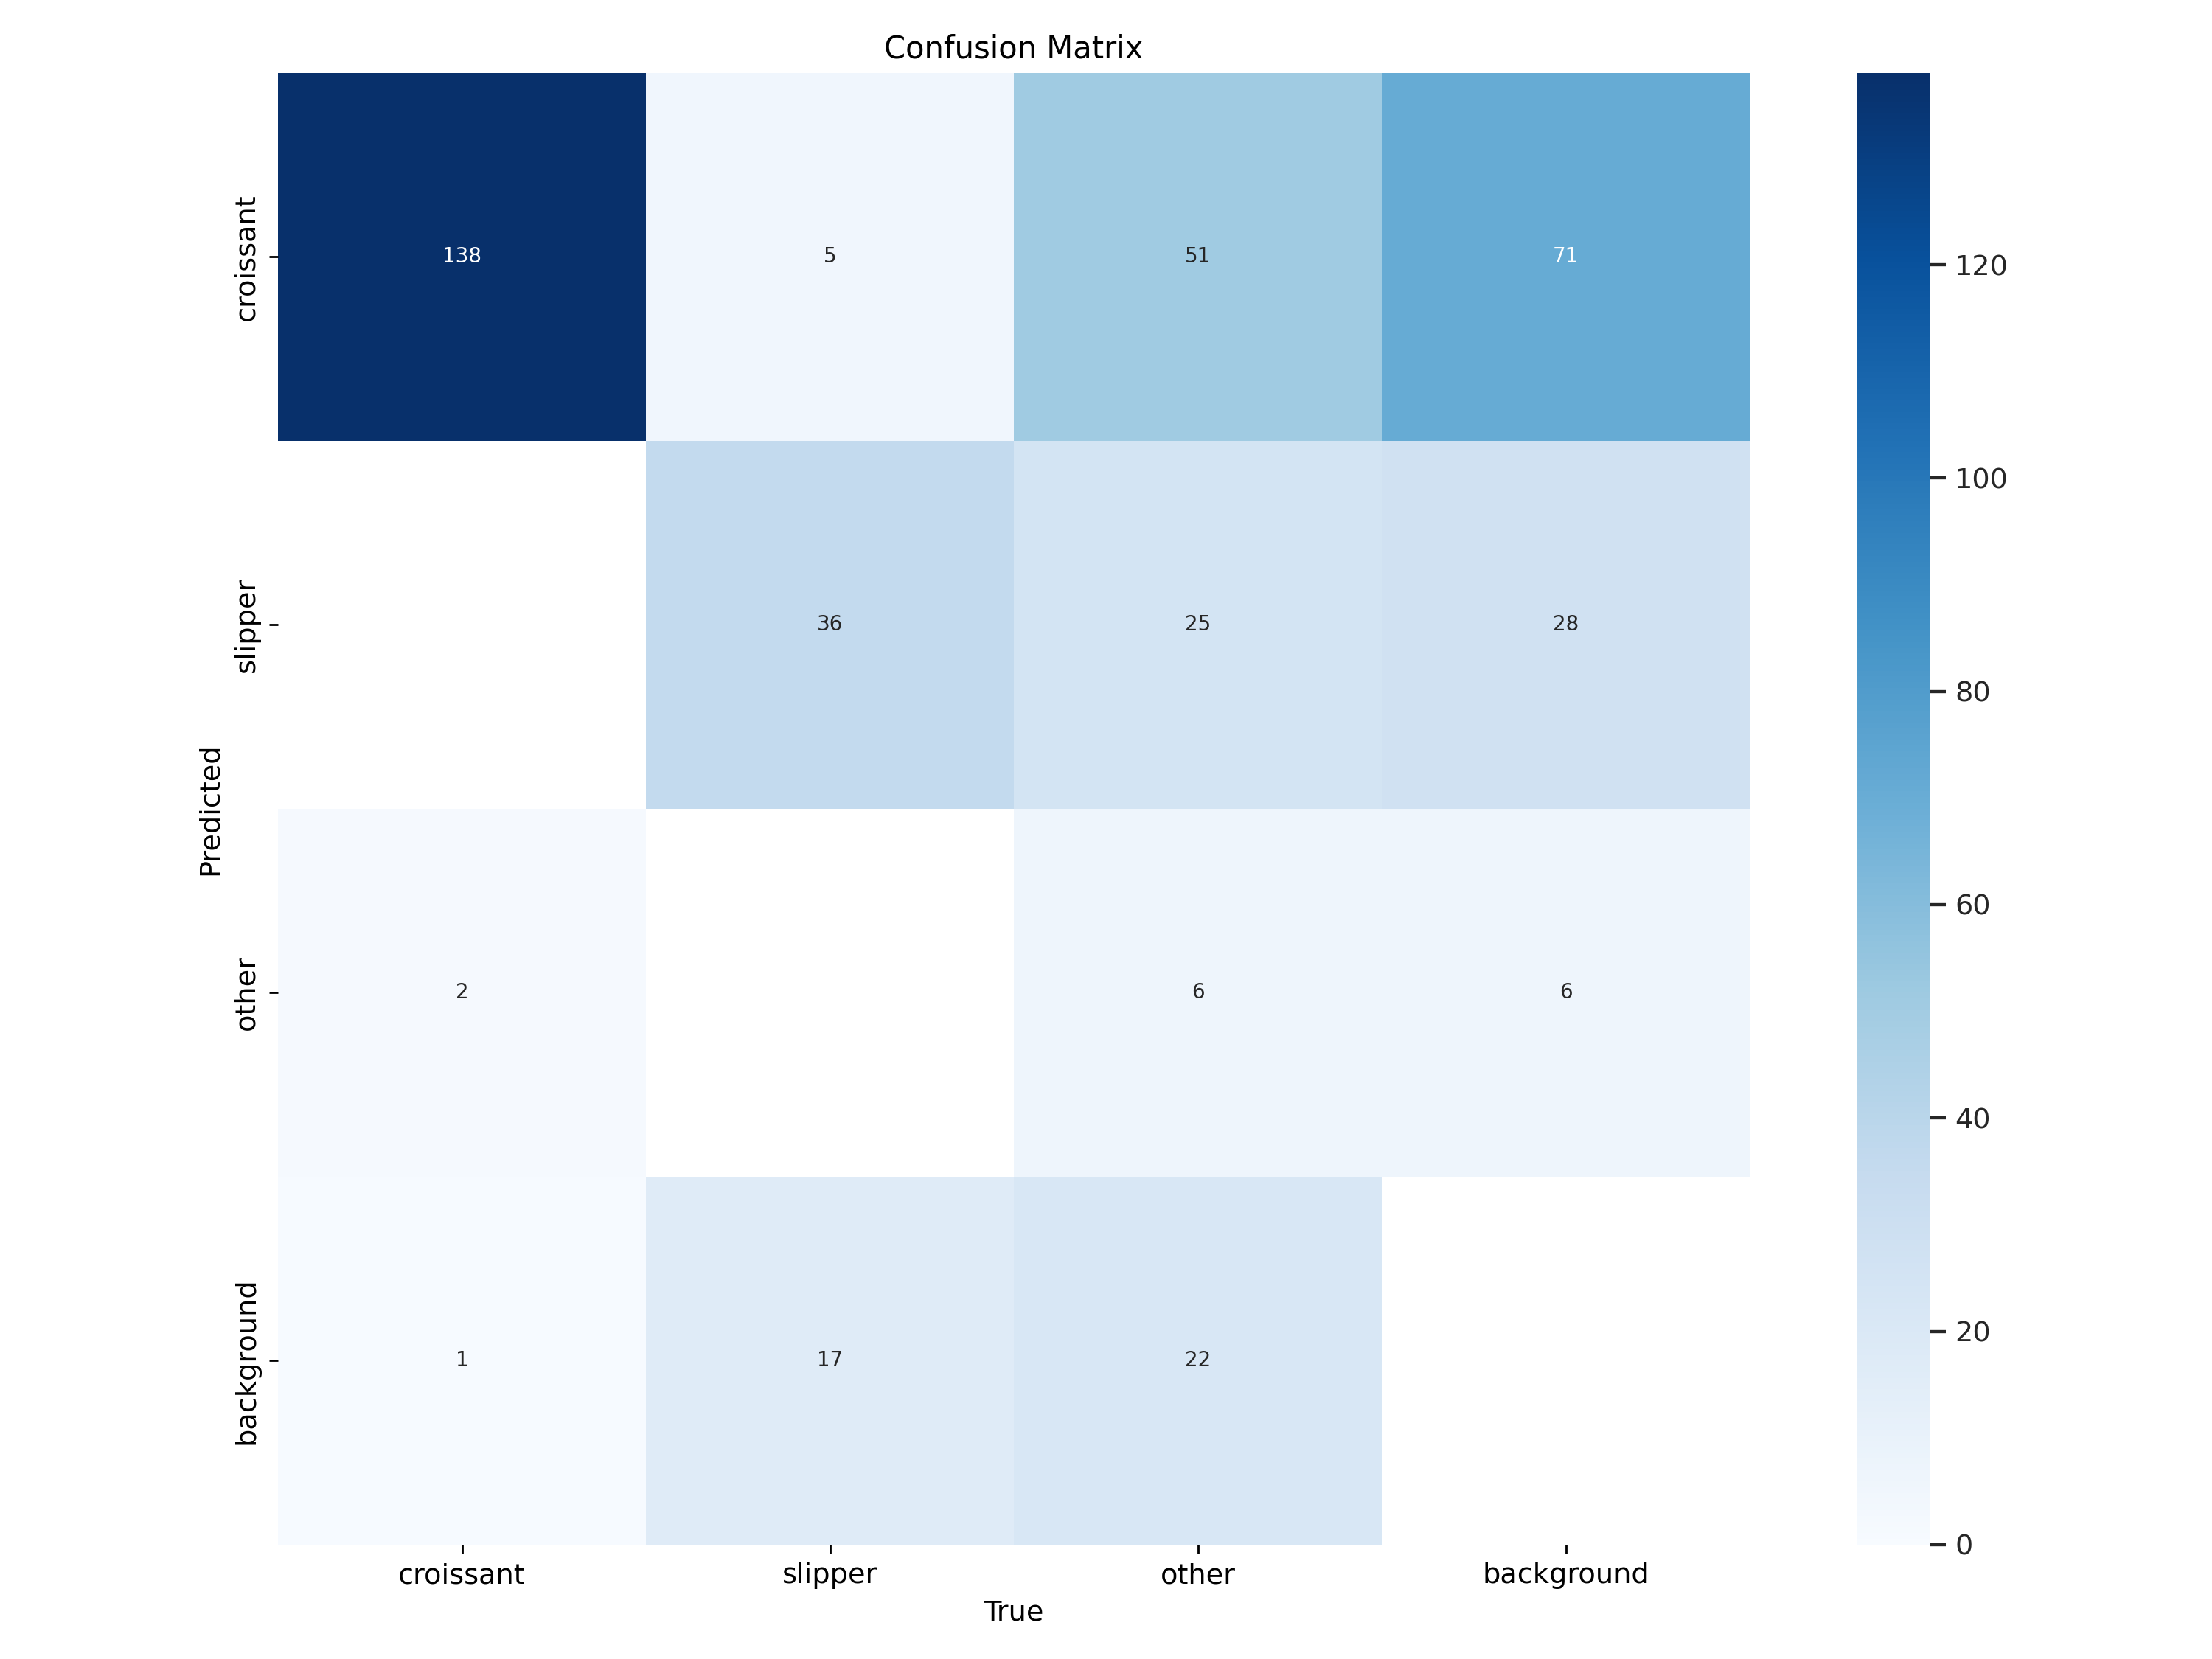 Confusion Matrix
croissant
138
5
51
71
slipper
36
25
28
other
2
6
6
background
1
17
22
croissant
slipper
other
background
Predicted
True
120
100
80
60
40
20
0